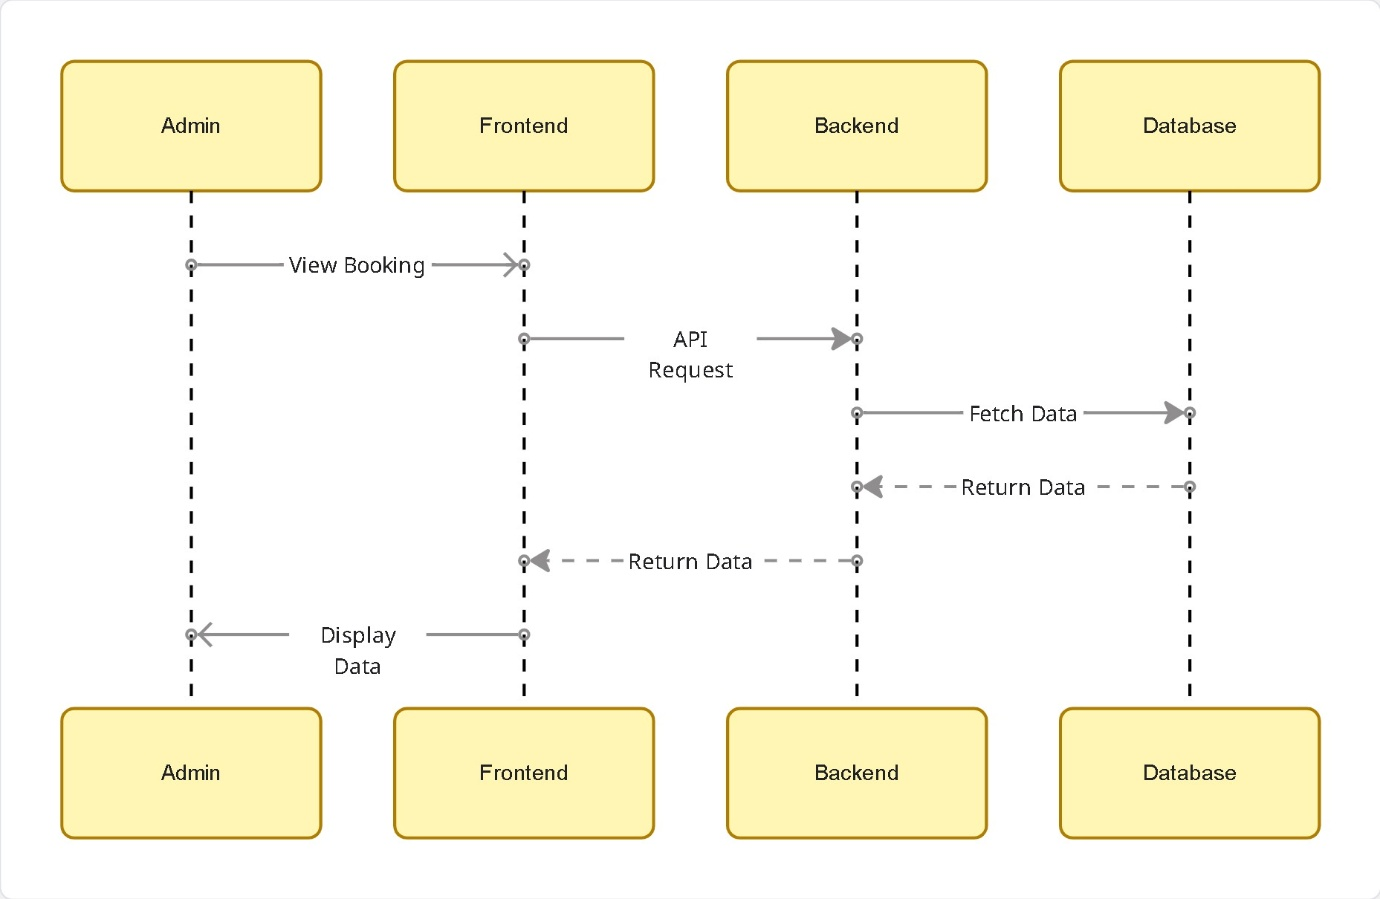 Admin
Frontend
Backend
Database
View Booking
API
Request
Fetch Data
Return Data
Return Data
Display
Data
Admin
Frontend
Backend
Database